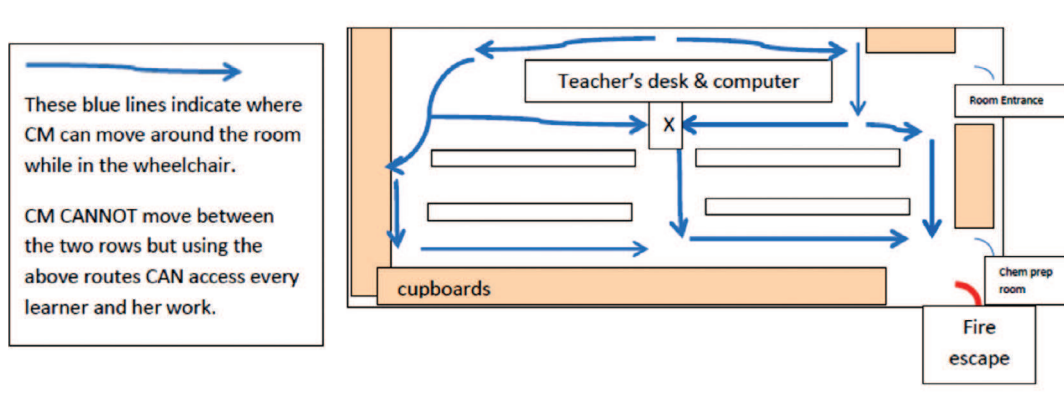 These blue lines indicate where
CM can move around the room
while in the wheelchair.
CM CANNOT move between
the two rows but using the
above routes CAN access every
learner and her work.
Teacher's desk & computer
X
Room Entrance
cupboards
Chem prep
room
Fire
escape